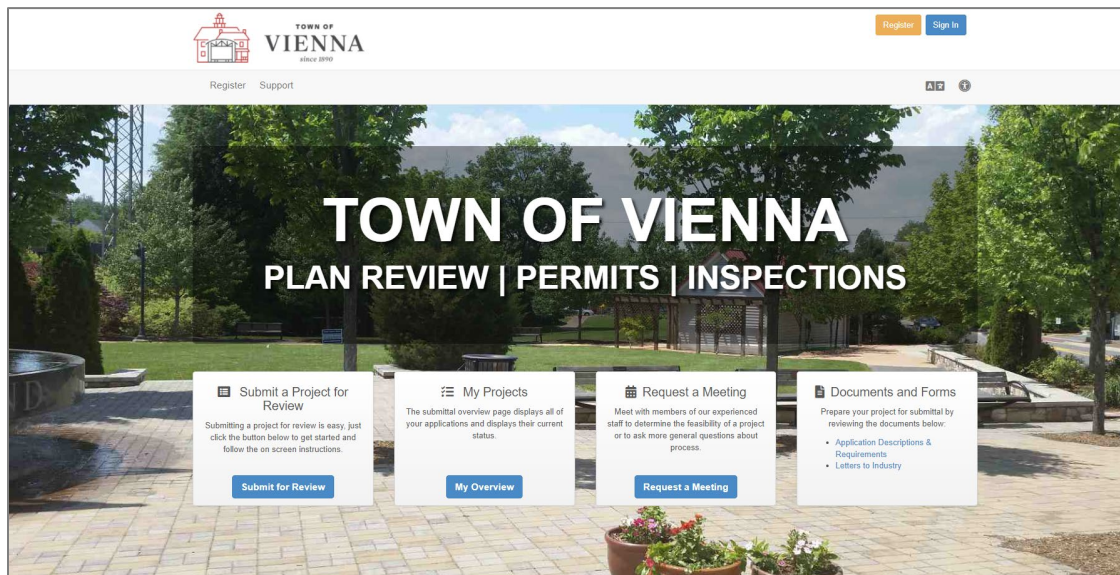 TOWN OF
VIENNA
since 1890
Register
Sign In
Register
Support
TOWN OF VIENNA
PLAN REVIEW | PERMITS | INSPECTIONS
Submit a Project for
Review
Submitting a project for review is easy, just
click the button below to get started and
follow the on screen instructions.
Submit for Review
My Projects
The submittal overview page displays all of
your applications and displays their current
status.
My Overview
Request a Meeting
Meet with members of our experienced
staff to determine the feasibility of a project
or to ask more general questions about
process.
Request a Meeting
Documents and Forms
Prepare your project for submittal by
reviewing the documents below:
Application Descriptions &
Requirements
Letters to Industry